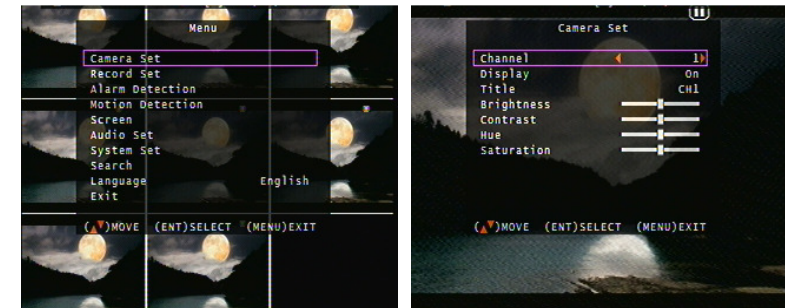 Menu
Camera Set
Record Set
Alarm Detection
Motion Detection
Screen
Audio Set
System Set
Search
Language English
Exit
(▲▼)MOVE (ENT)SELECT (MENU)EXIT
Camera Set
Channel ◀ 1▶
Display On
Title CH1
Brightness
Contrast
Hue
Saturation
(▲▼)MOVE (ENT)SELECT (MENU)EXIT